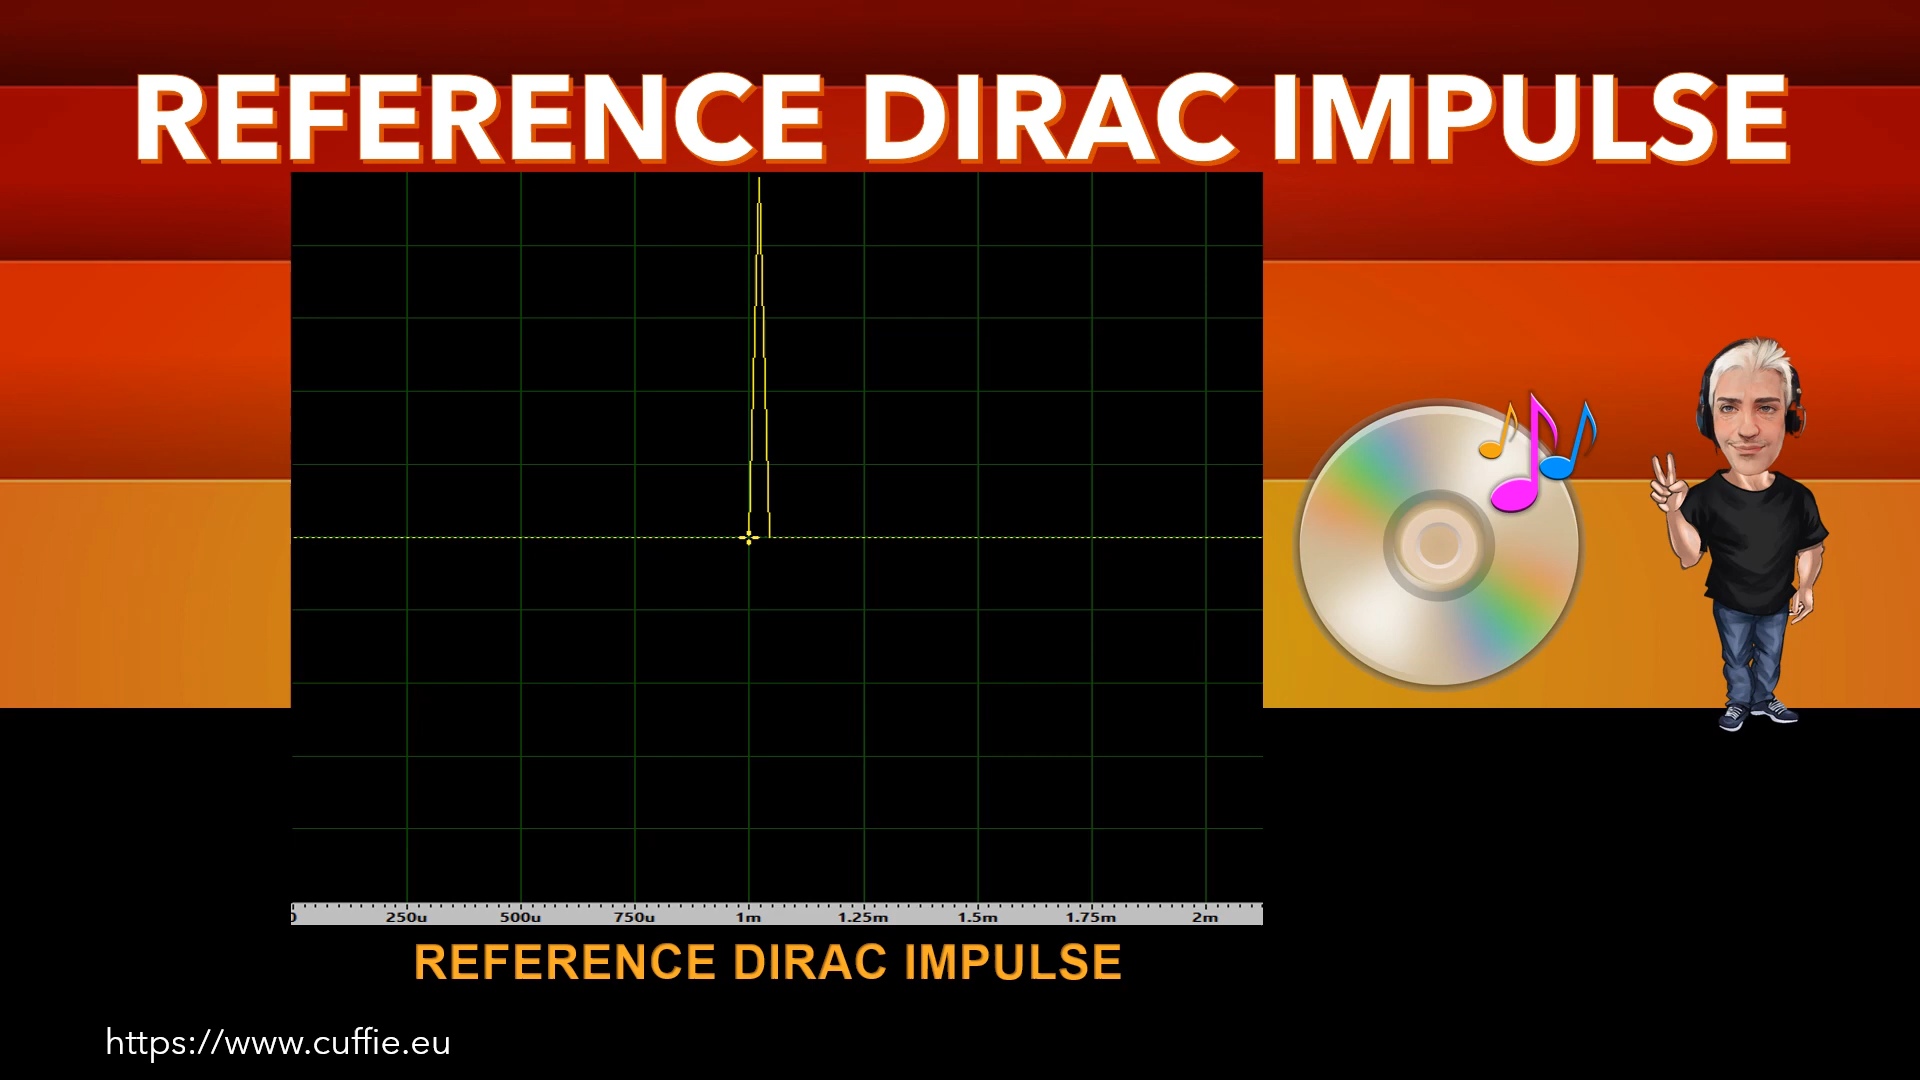 REFERENCE DIRAC IMPULSE
0 250u 500u 750u 1m 1.25m 1.5m 1.75m 2m
REFERENCE DIRAC IMPULSE
https://www.cuffie.eu